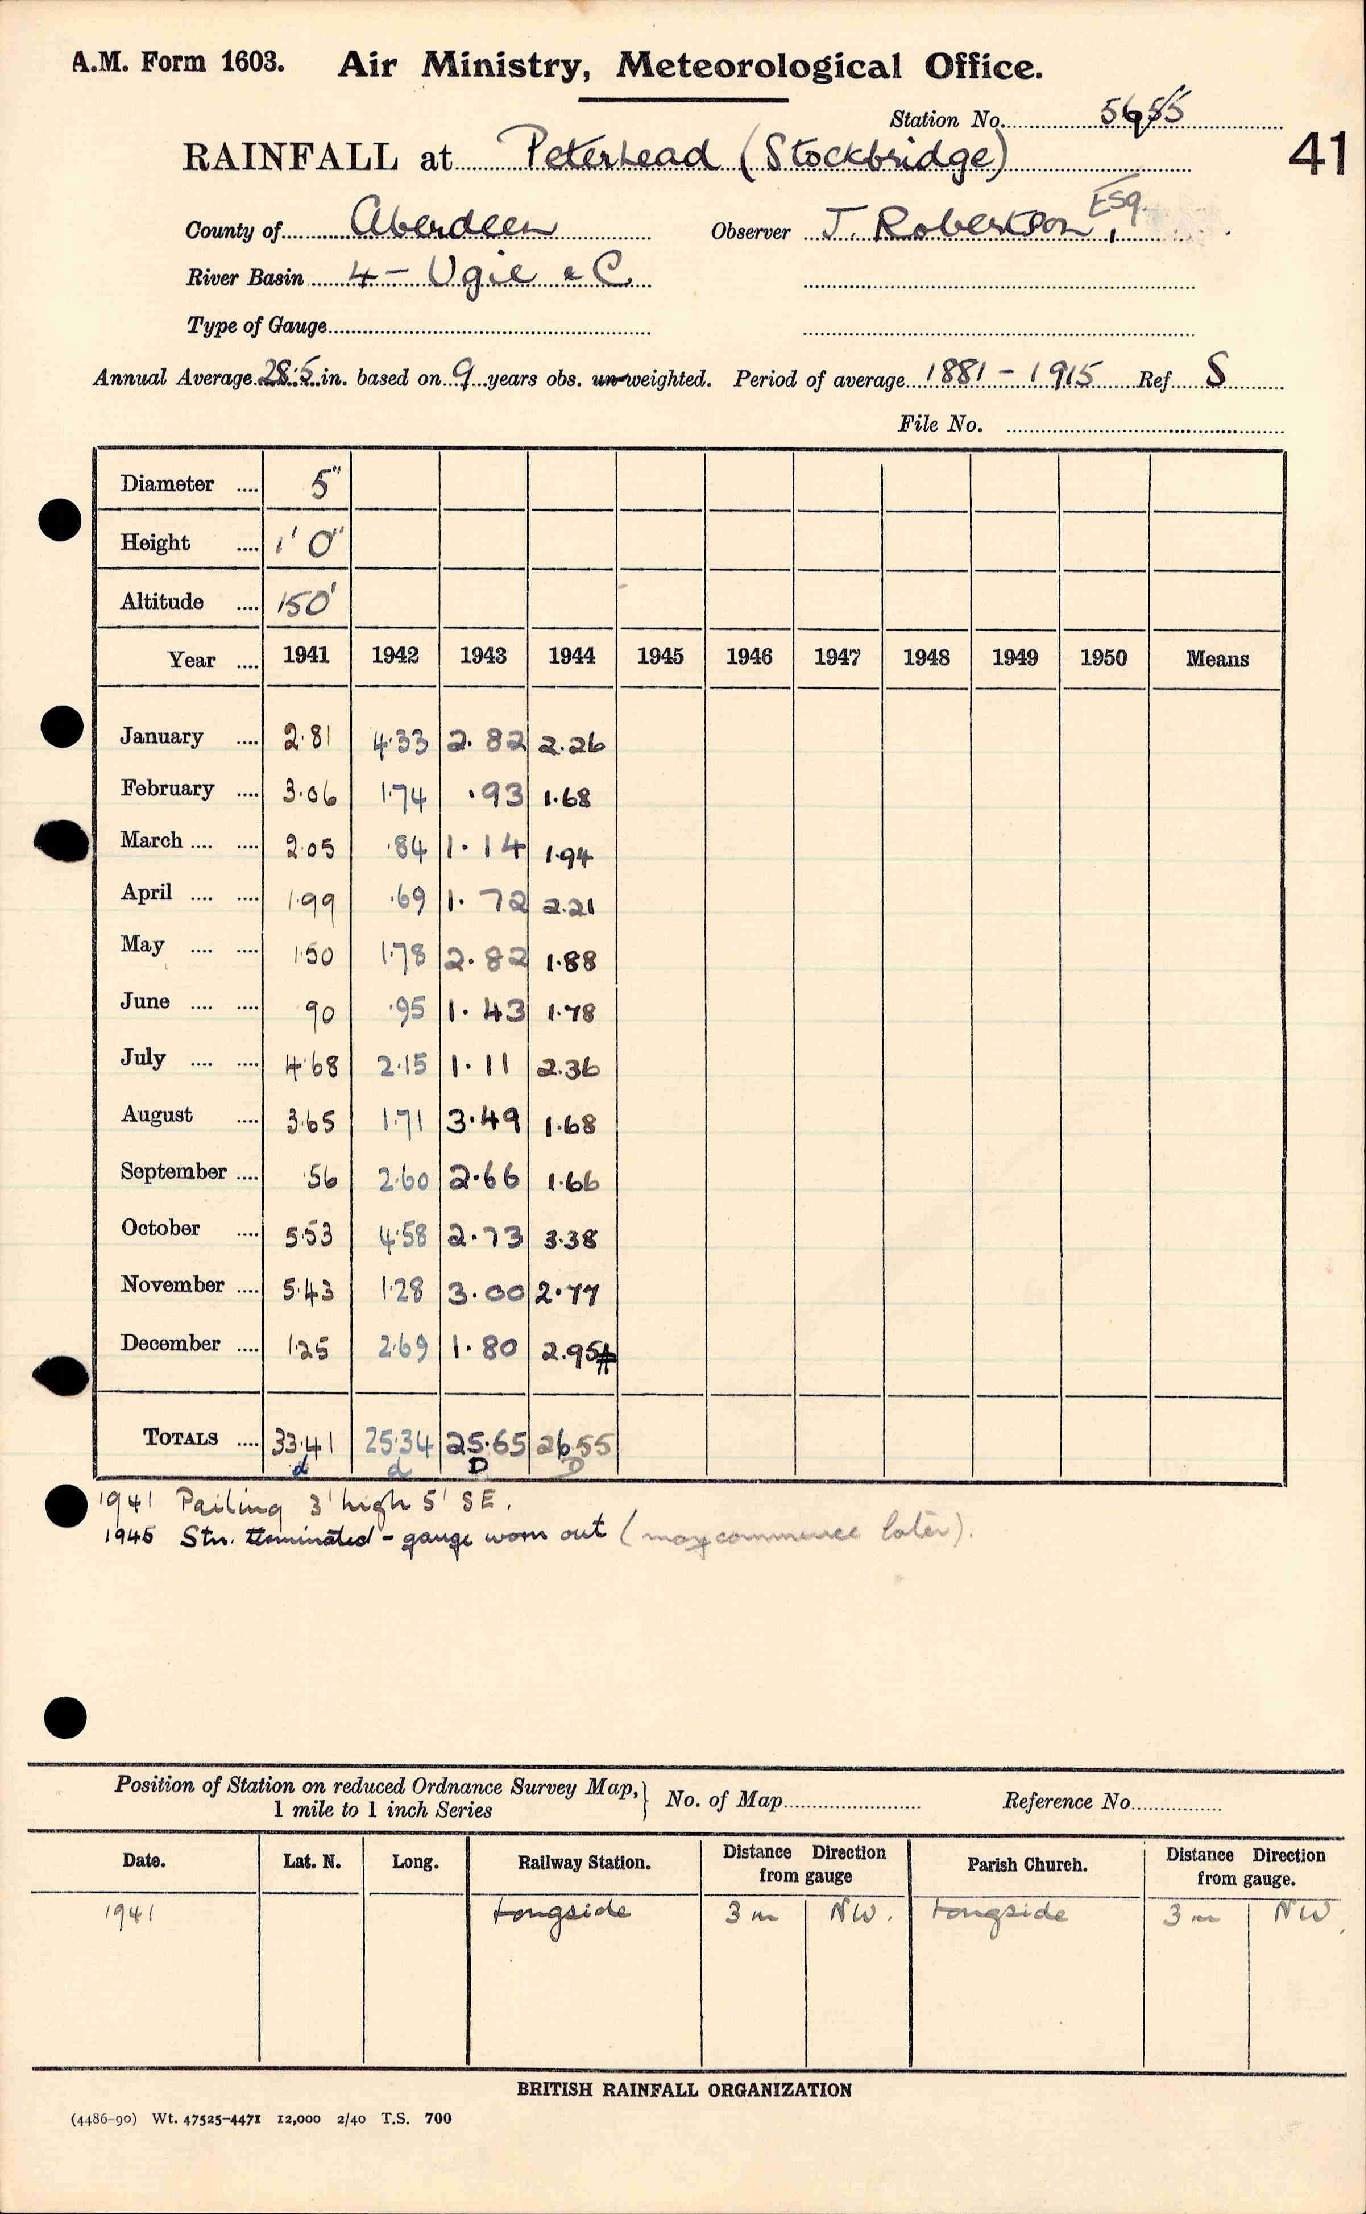 A.M. Form 1603. Air Ministry, Meteorological Office.
Station No. 5655
41
RAINFALL at Peterhead (Stockbridge)
County of Aberdeen Observer J. Robertson, Esq.
River Basin 4 – Ugie & C.
Type of Gauge
Annual Average 28.5 in. based on 9 years obs. un-weighted. Period of average 1881 – 1915 Ref. S
File No.
Diameter .... 5"
Height .... 1' 0"
Altitude .... 150'
Year .... 1941 1942 1943 1944 1945 1946 1947 1948 1949 1950 Means
January .... 2.81 4.33 2.82 2.26
February .... 3.06 1.74 .93 1.68
March .... .... 2.05 .84 1.14 1.94
April .... .... 1.99 .69 1.72 2.21
May .... .... 1.50 1.78 2.82 1.88
June .... .... 90 .95 1.43 1.78
July .... .... 4.68 2.15 1.11 2.36
August .... 3.65 1.71 3.49 1.68
September .... .56 2.60 2.66 1.66
October .... 5.53 4.58 2.73 3.38
November .... 5.43 1.28 3.00 2.77
December .... 1.25 2.69 1.80 2.95#
TOTALS .... 33.41 25.34 25.65 26.55
d d D D
1941 Pailing 3' high 5' SE.
1945 Stn. terminated - gauge worn out (may commence later).
Position of Station on reduced Ordnance Survey Map, } No. of Map Reference No.
1 mile to 1 inch Series
Date. Lat. N. Long. Railway Station. Distance Direction from gauge Parish Church. Distance Direction from gauge.
1941 Longside 3 m NW. Longside 3 m NW.
BRITISH RAINFALL ORGANIZATION
(4486-90) Wt. 47525-4471 12,000 2/40 T.S. 700